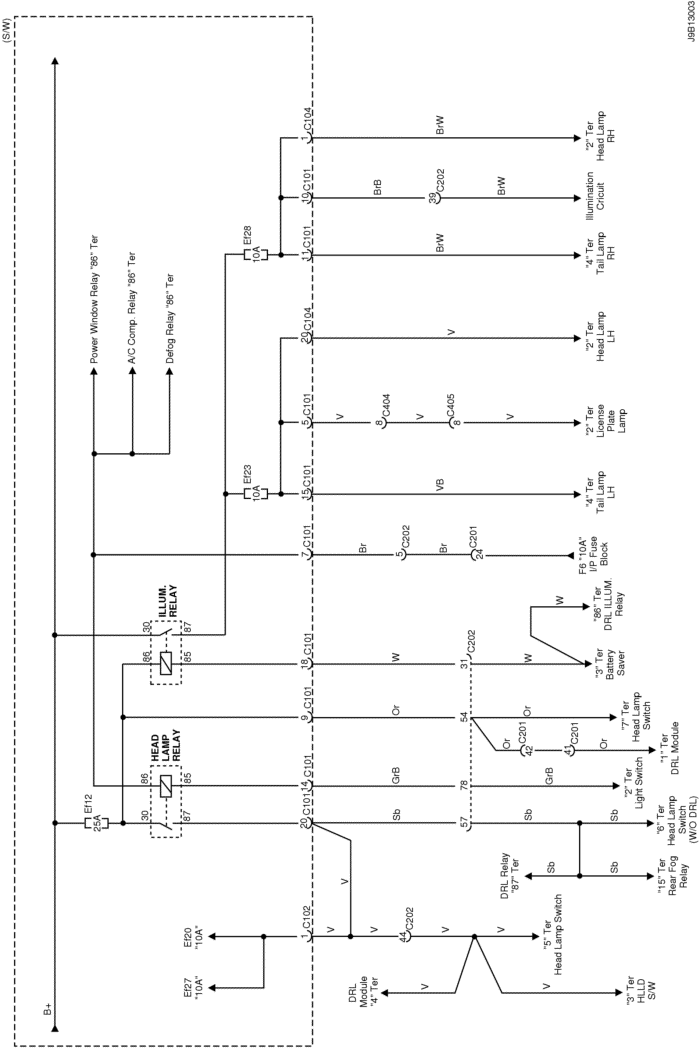 (S/W)
B+
Ef27
"10A"
Ef20
"10A"
Ef12
25A
HEAD
LAMP
RELAY
30
87
86
85
ILLUM.
RELAY
86
85
30
87
Power Window Relay "86" Ter
A/C Comp. Relay "86" Ter
Defog Relay "86" Ter
Ef23
10A
Ef28
10A
1 C102
20 C101
14 C101
9 C101
18 C101
7 C101
15 C101
5 C101
29 C104
11 C101
10 C101
1 C104
V
V
44 C202
V
V
V
V
DRL
Module
"4" Ter
"5" Ter
Head Lamp Switch
"3" Ter
HLLD
S/W
Sb
57
Sb
Sb
Sb
Sb
DRL Relay
"87" Ter
"15" Ter
Rear Fog
Relay
"6" Ter
Head Lamp
Switch
(W/O DRL)
GrB
78
GrB
"2" Ter
Light Switch
Or
54
Or
Or
42 C201
41 C201
Or
"1" Ter
DRL Module
"7" Ter
Head Lamp
Switch
W
31 C202
W
W
"3" Ter
Battery
Saver
"86" Ter
DRL ILLUM.
Relay
Br
5 C202
Br
24 C201
F6 "10A"
I/P Fuse
Block
VB
"4" Ter
Tail Lamp
LH
V
8 C404
V
8 C405
V
"2" Ter
License
Plate
Lamp
V
"2" Ter
Head Lamp
LH
BrW
"4" Ter
Tail Lamp
RH
BrB
39 C202
BrW
Illumination
Cricuit
BrW
"2" Ter
Head Lamp
RH
J9B13003